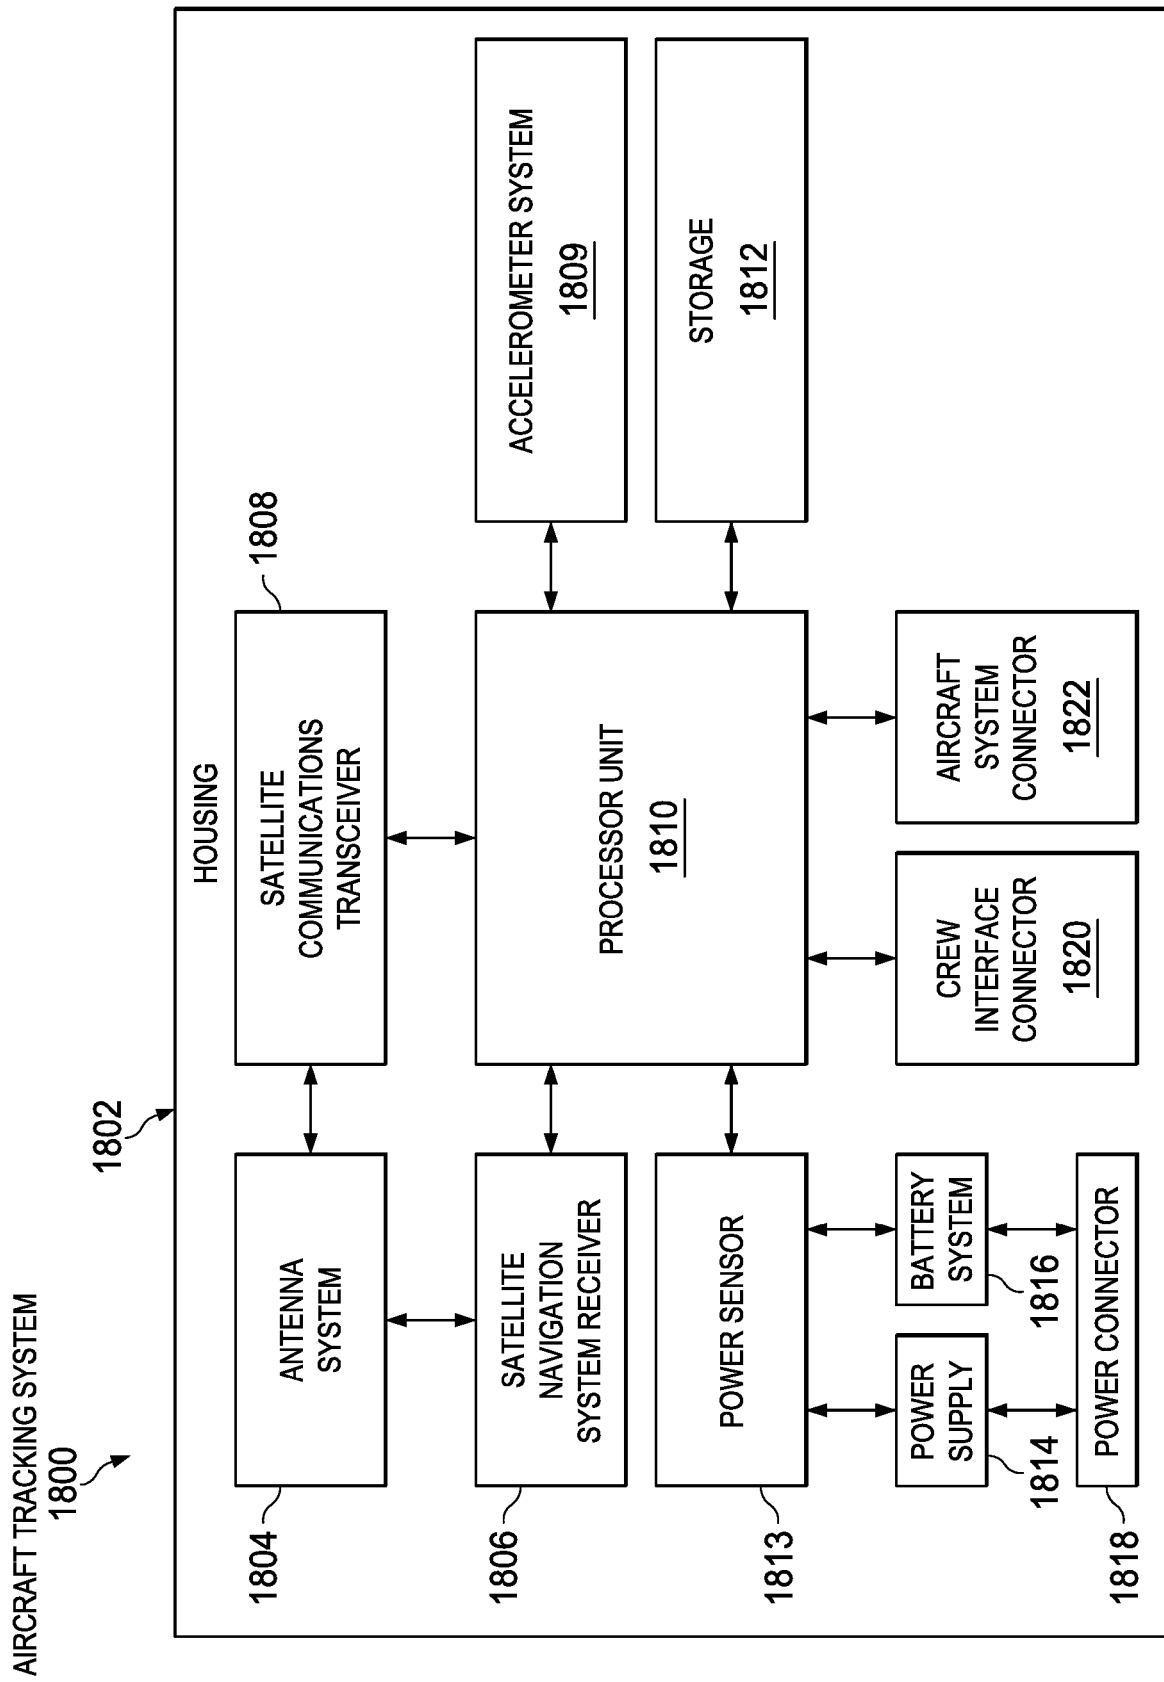 AIRCRAFT TRACKING SYSTEM
1800
1802
HOUSING
1804
ANTENNA
SYSTEM
SATELLITE
COMMUNICATIONS
TRANSCEIVER
1808
1806
SATELLITE
NAVIGATION
SYSTEM RECEIVER
PROCESSOR UNIT
1810
ACCELEROMETER SYSTEM
1809
1813
POWER SENSOR
STORAGE
1812
POWER
SUPPLY
1814
BATTERY
SYSTEM
1816
CREW
INTERFACE
CONNECTOR
1820
AIRCRAFT
SYSTEM
CONNECTOR
1822
1818
POWER CONNECTOR